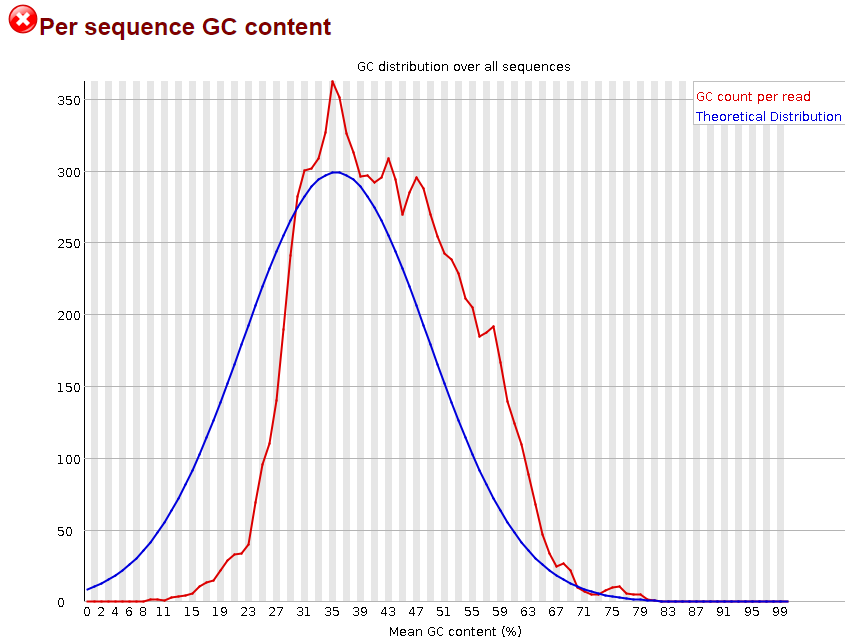 Per sequence GC content
GC distribution over all sequences
GC count per read
Theoretical Distribution
350
300
250
200
150
100
50
0
0 2 4 6 8 11 15 19 23 27 31 35 39 43 47 51 55 59 63 67 71 75 79 83 87 91 95 99
Mean GC content (%)